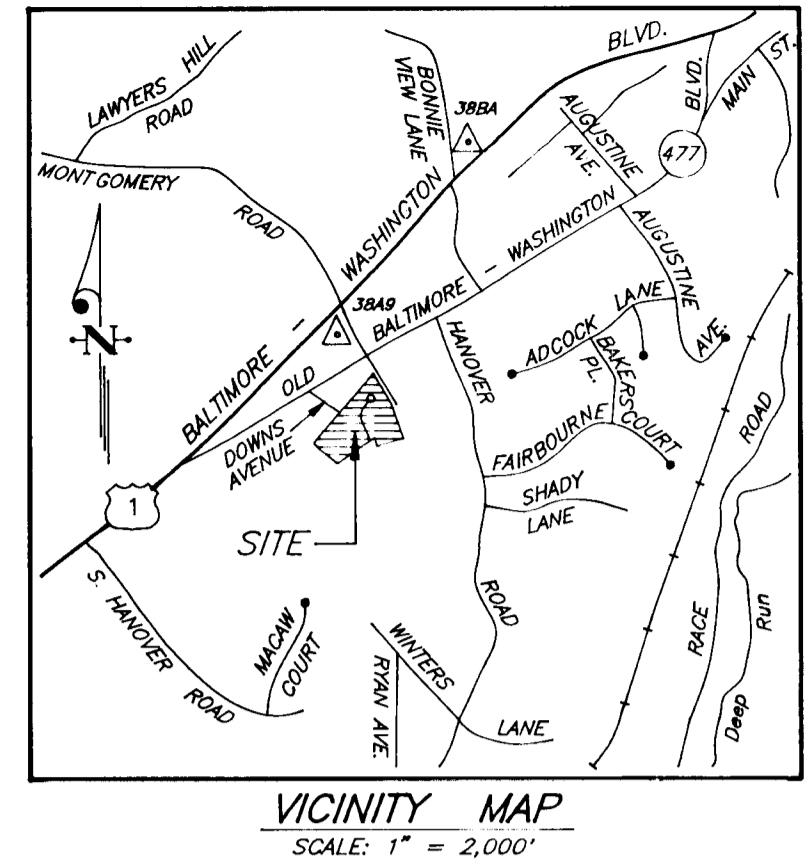 BLVD.
LAWYERS HILL
ROAD
BONNIE
VIEW LANE
38BA
BLVD.
MAIN ST.
AUGUSTINE
AVE.
477
MONTGOMERY
ROAD
WASHINGTON
WASHINGTON
AUGUSTINE
AVE.
N
38A9
BALTIMORE –
LANE
ADCOCK
BALTIMORE –
OLD
HANOVER
BAKERS
PL.
DOWNS
AVENUE
FAIRBOURNE
COURT
ROAD
1
SHADY
LANE
SITE
S. HANOVER
ROAD
MACAW
COURT
ROAD
WINTERS
LANE
RYAN AVE.
RACE
Run
Deep
VICINITY MAP
SCALE: 1" = 2,000'